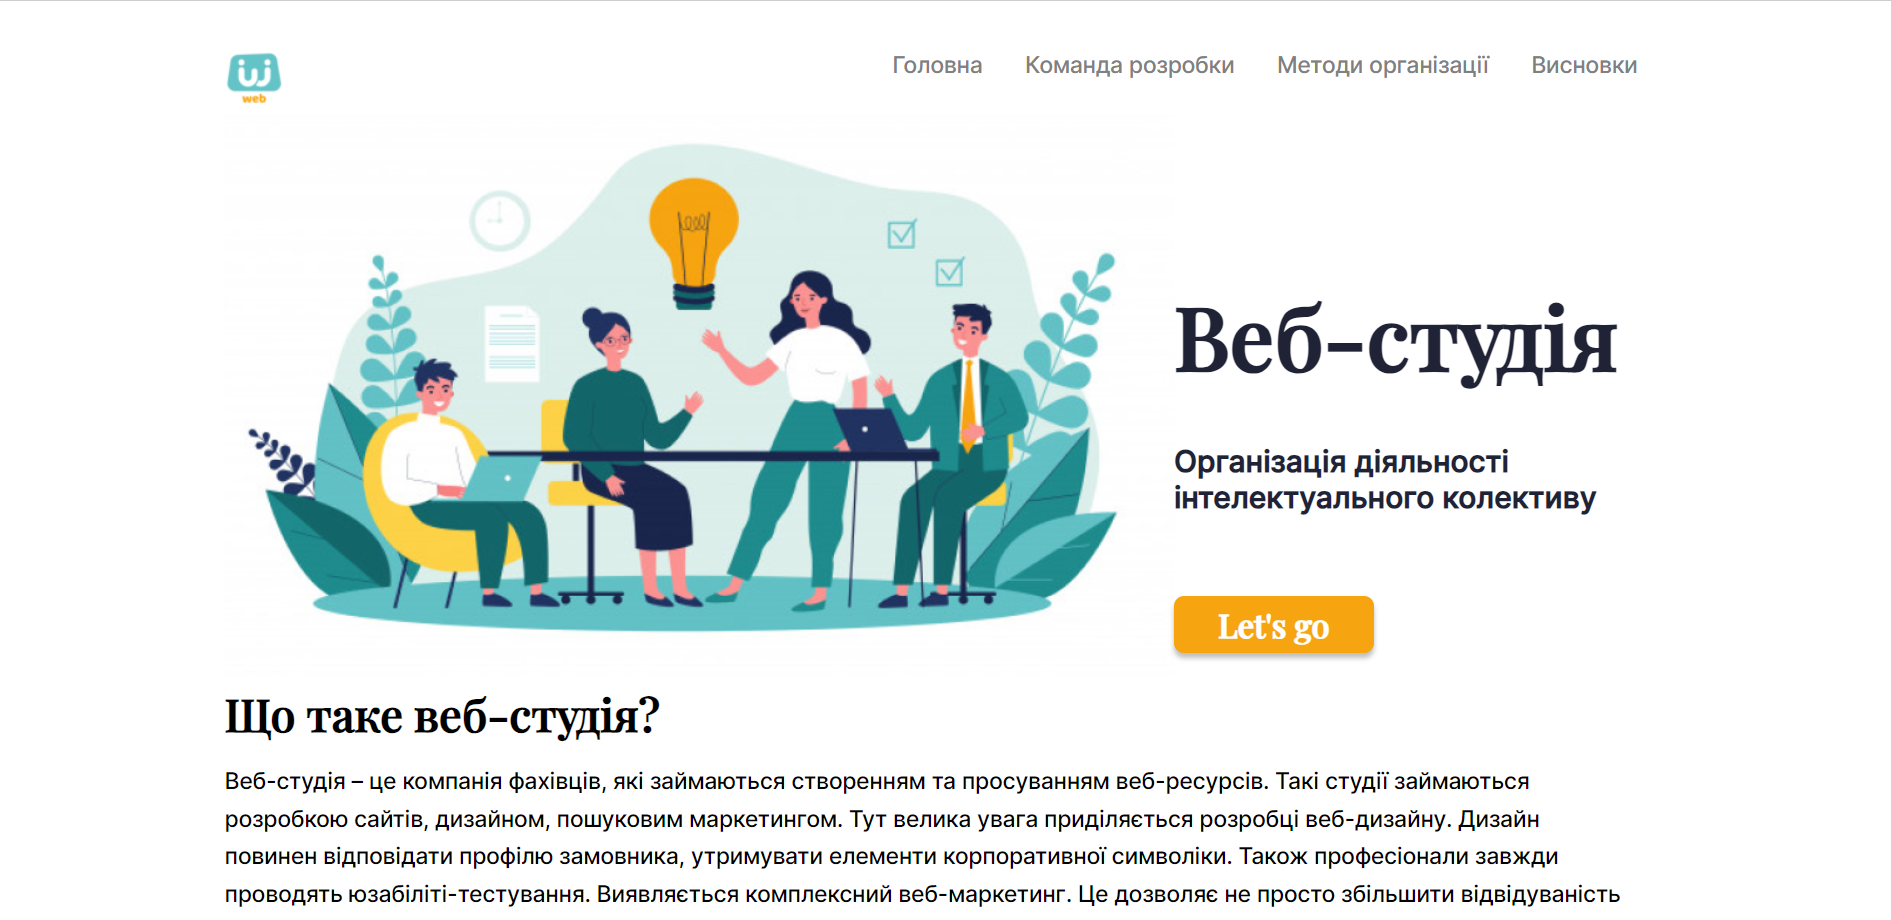 web
Головна Команда розробки Методи організації Висновки
Веб-студія
Організація діяльності
інтелектуального колективу
Let's go
Що таке веб-студія?
Веб-студія – це компанія фахівців, які займаються створенням та просуванням веб-ресурсів. Такі студії займаються
розробкою сайтів, дизайном, пошуковим маркетингом. Тут велика увага приділяється розробці веб-дизайну. Дизайн
повинен відповідати профілю замовника, утримувати елементи корпоративної символіки. Також професіонали завжди
проводять юзабіліті-тестування. Виявляється комплексний веб-маркетинг. Це дозволяє не просто збільшити відвідуваність